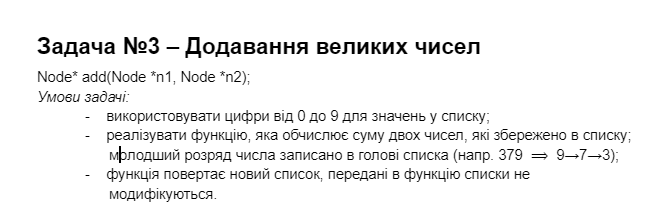 Задача №3 – Додавання великих чисел
Node* add(Node *n1, Node *n2);
Умови задачі:
- використовувати цифри від 0 до 9 для значень у списку;
- реалізувати функцію, яка обчислює суму двох чисел, які збережено в списку;
молодший розряд числа записано в голові списка (напр. 379 ⟹ 9→7→3);
- функція повертає новий список, передані в функцію списки не
модифікуються.